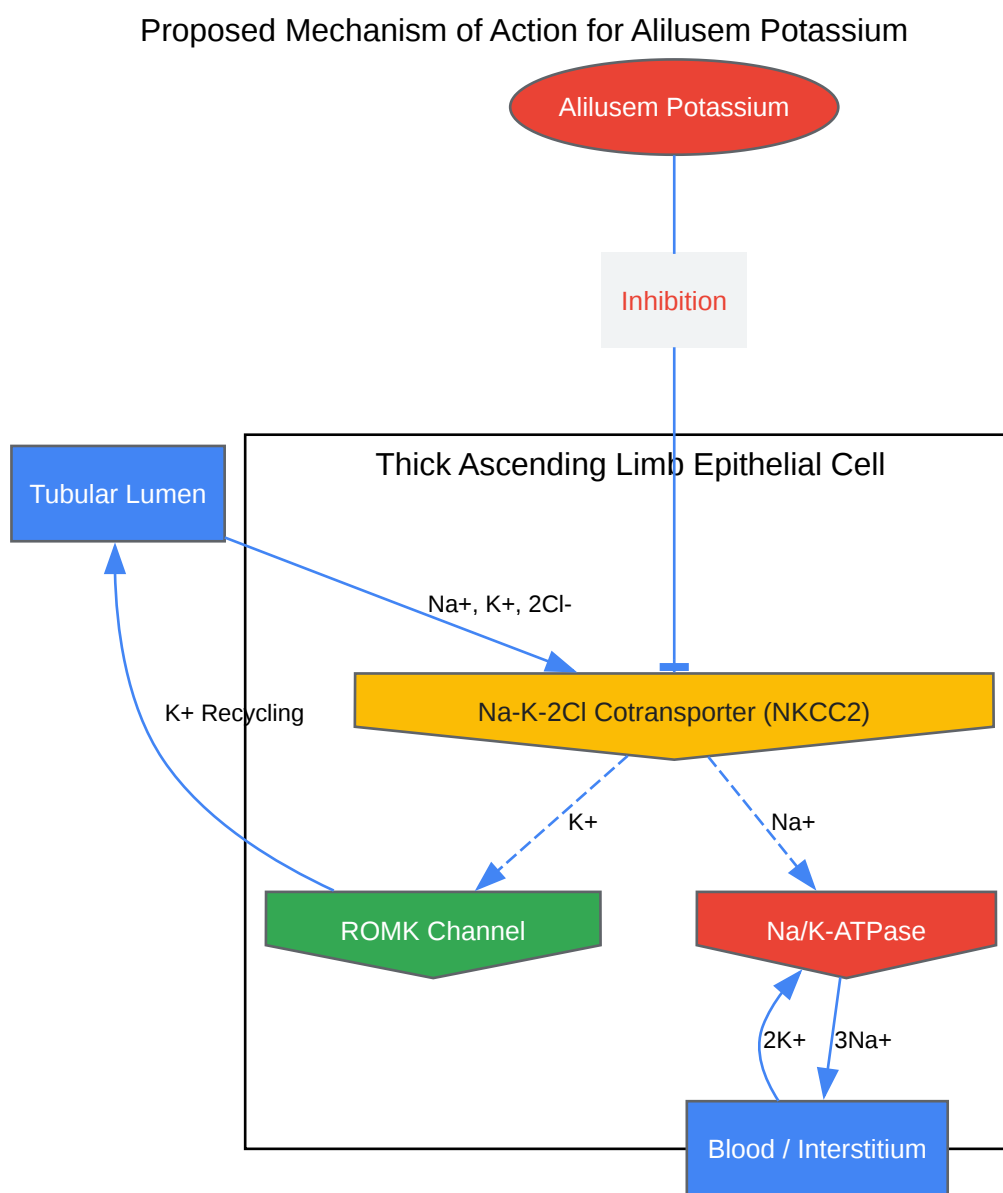 Proposed Mechanism of Action for Alilusem Potassium
Alilusem Potassium
Inhibition
Thick Ascending Limb Epithelial Cell
Tubular Lumen
Na+, K+, 2Cl-
K+ Recycling
Na-K-2Cl Cotransporter (NKCC2)
K+
Na+
ROMK Channel
Na/K-ATPase
2K+
3Na+
Blood / Interstitium